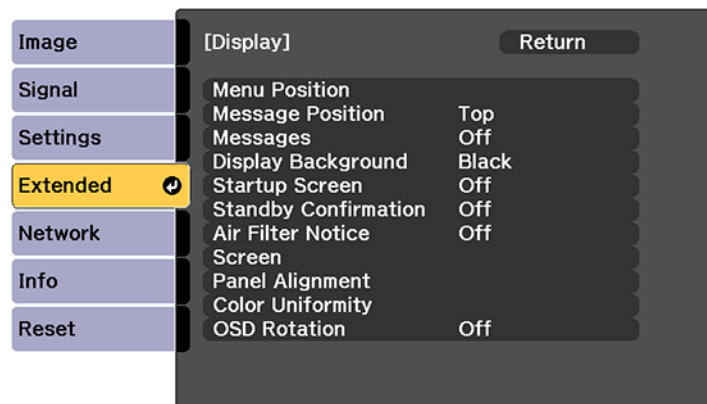 Image
Signal
Settings
Extended
Network
Info
Reset
[Display] Return
Menu Position
Message Position Top
Messages Off
Display Background Black
Startup Screen Off
Standby Confirmation Off
Air Filter Notice Off
Screen
Panel Alignment
Color Uniformity
OSD Rotation Off